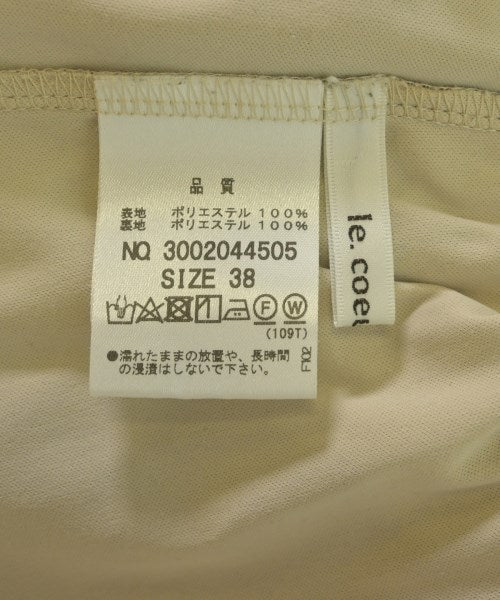 品質
表地 ポリエステル 100%
裏地 ポリエステル 100%
NO 3002044505
SIZE 38
(109T)
●濡れたままの放置や、長時間
の浸漬はしないで下さい。
F102
le. coeu